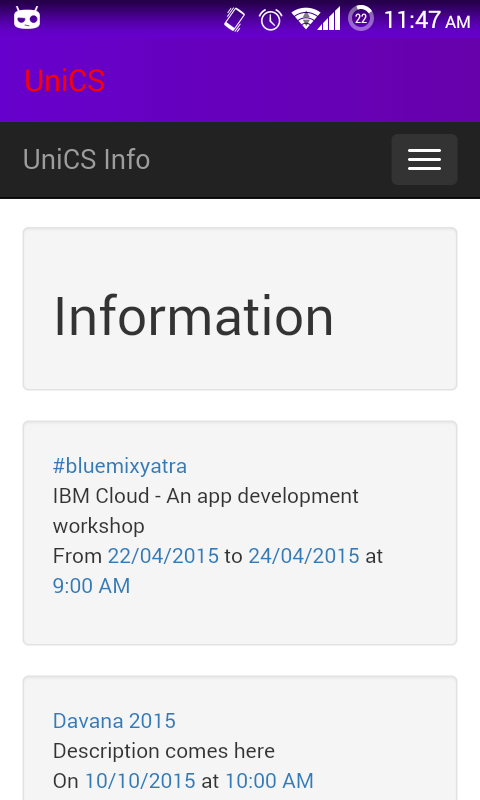 22 11:47 AM
UniCS
UniCS Info
Information
#bluemixyatra
IBM Cloud - An app development
workshop
From 22/04/2015 to 24/04/2015 at
9:00 AM
Davana 2015
Description comes here
On 10/10/2015 at 10:00 AM